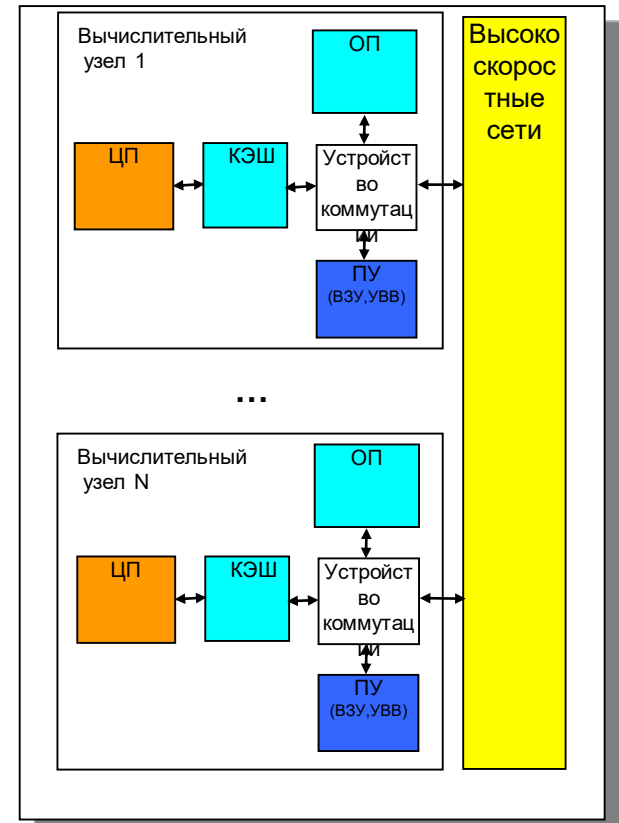 Вычислительный
узел 1
ОП
Высоко
скорос
тные
сети
ЦП
КЭШ
Устройст
во
коммутац
ии
ПУ
(ВЗУ,УВВ)
...
Вычислительный
узел N
ОП
ЦП
КЭШ
Устройст
во
коммутац
ии
ПУ
(ВЗУ,УВВ)